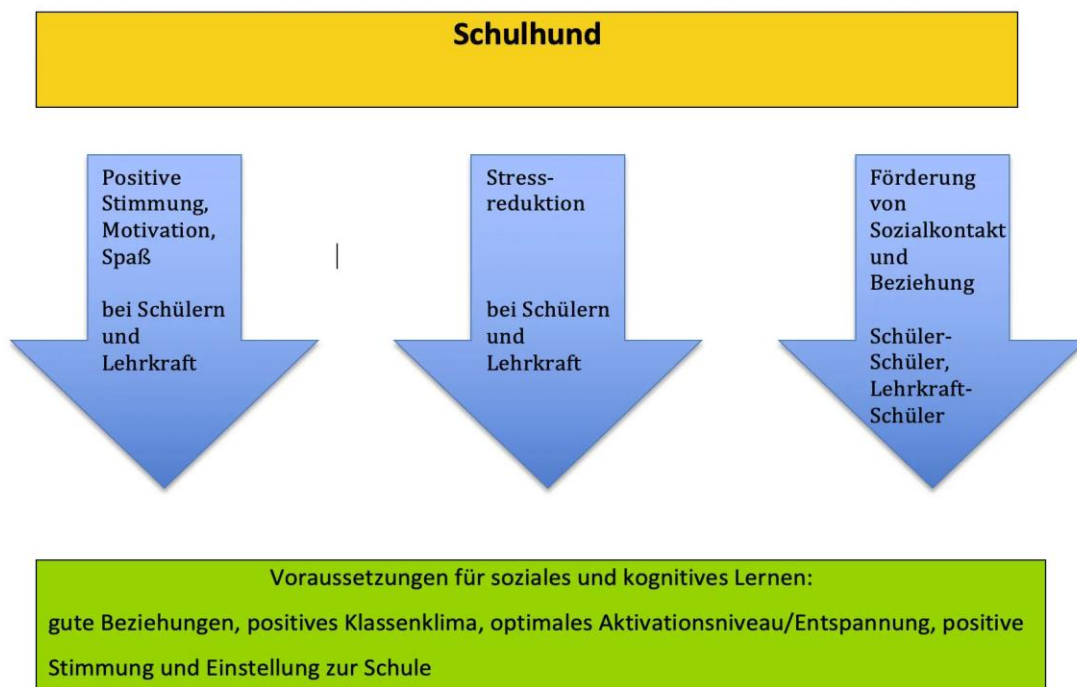 Schulhund
Positive
Stimmung,
Motivation,
Spaß
bei Schülern
und
Lehrkraft
Stress-
reduktion
bei Schülern
und
Lehrkraft
Förderung
von
Sozialkontakt
und
Beziehung
Schüler-
Schüler,
Lehrkraft-
Schüler
Voraussetzungen für soziales und kognitives Lernen:
gute Beziehungen, positives Klassenklima, optimales Aktivationsniveau/Entspannung, positive
Stimmung und Einstellung zur Schule